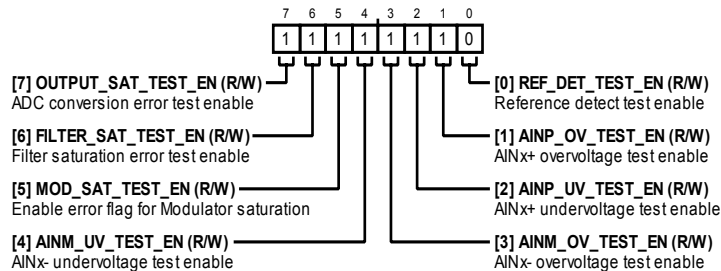 7 6 5 4 3 2 1 0
1 1 1 1 1 1 1 0
[7] OUTPUT_SAT_TEST_EN (R/W)
ADC conversion error test enable
[6] FILTER_SAT_TEST_EN (R/W)
Filter saturation error test enable
[5] MOD_SAT_TEST_EN (R/W)
Enable error flag for Modulator saturation
[4] AINM_UV_TEST_EN (R/W)
AINx- undervoltage test enable
[0] REF_DET_TEST_EN (R/W)
Reference detect test enable
[1] AINP_OV_TEST_EN (R/W)
AINx+ overvoltage test enable
[2] AINP_UV_TEST_EN (R/W)
AINx+ undervoltage test enable
[3] AINM_OV_TEST_EN (R/W)
AINx- overvoltage test enable